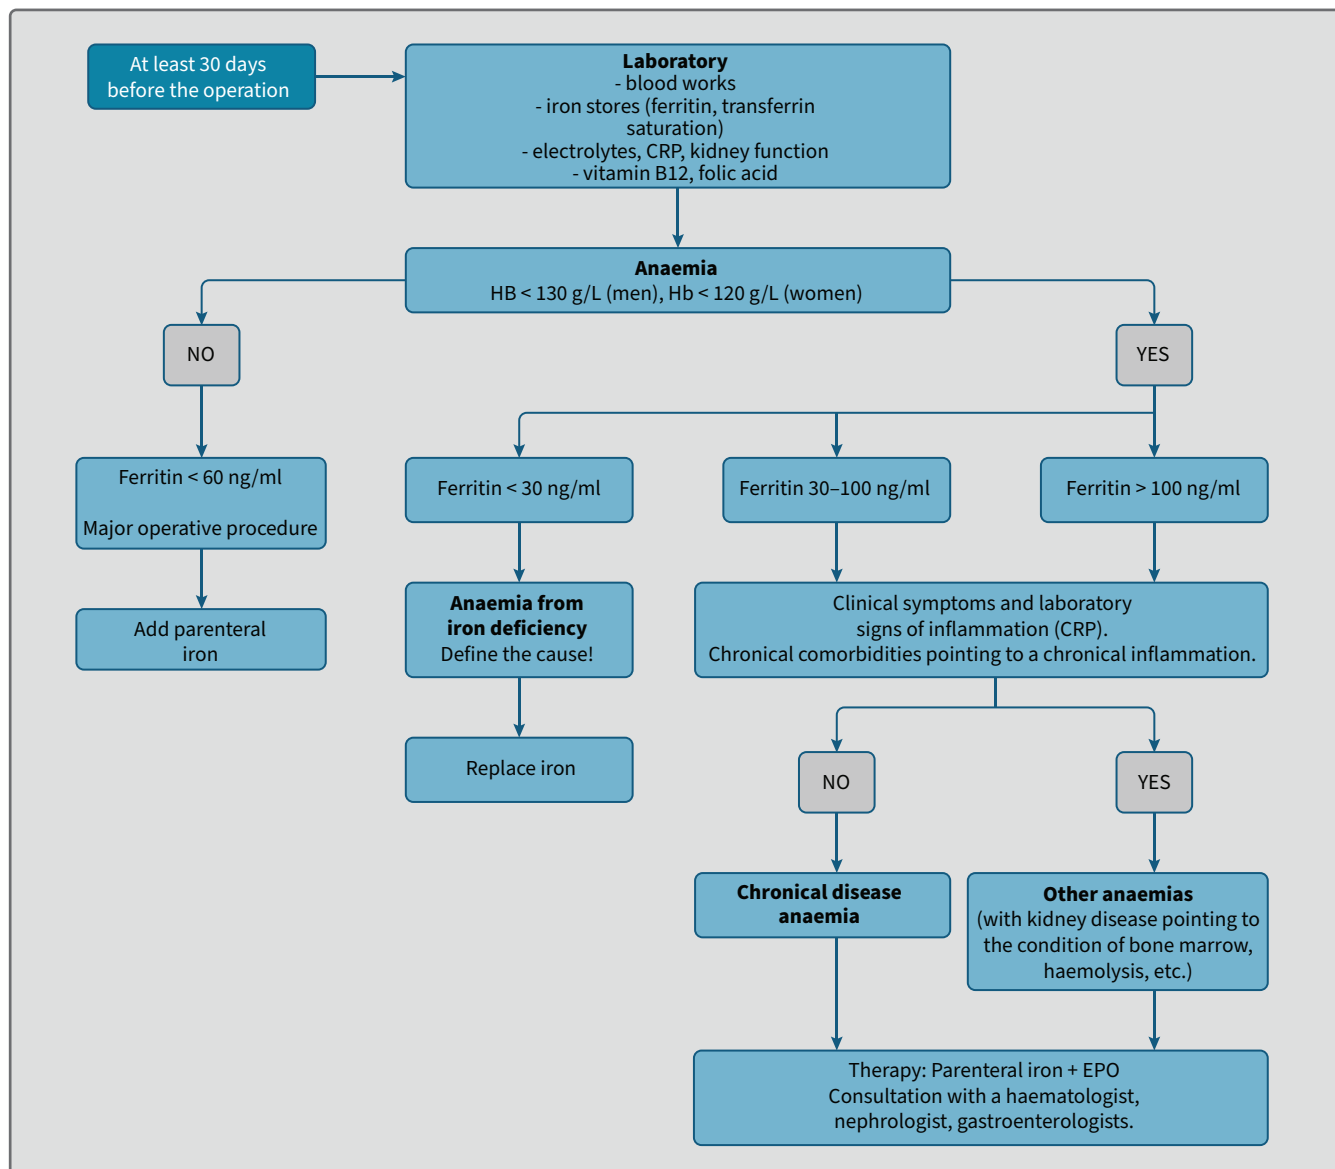 At least 30 days
before the operation
Laboratory
- blood works
- iron stores (ferritin, transferrin
saturation)
- electrolytes, CRP, kidney function
- vitamin B12, folic acid
Anaemia
HB < 130 g/L (men), Hb < 120 g/L (women)
NO
YES
Ferritin < 60 ng/ml
Major operative procedure
Ferritin < 30 ng/ml
Ferritin 30–100 ng/ml
Ferritin > 100 ng/ml
Add parenteral
iron
Anaemia from
iron deficiency
Define the cause!
Clinical symptoms and laboratory
signs of inflammation (CRP).
Chronical comorbidities pointing to a chronical inflammation.
Replace iron
NO
YES
Chronical disease
anaemia
Other anaemias
(with kidney disease pointing to
the condition of bone marrow,
haemolysis, etc.)
Therapy: Parenteral iron + EPO
Consultation with a haematologist,
nephrologist, gastroenterologists.